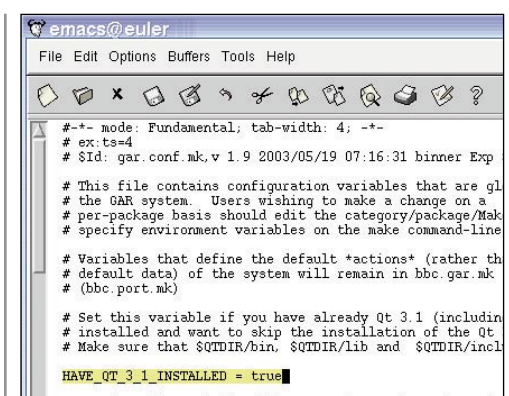 emacs@euler
File Edit Options Buffers Tools Help
#-*- mode: Fundamental; tab-width: 4; -*-
# ex:ts=4
# $Id: gar.conf.mk,v 1.9 2003/05/19 07:16:31 binner Exp
# This file contains configuration variables that are gl
# the GAR system.  Users wishing to make a change on a
# per-package basis should edit the category/package/Mak
# specify environment variables on the make command-line
# Variables that define the default *actions* (rather th
# default data) of the system will remain in bbc.gar.mk
# (bbc.port.mk)
# Set this variable if you have already Qt 3.1 (includin
# installed and want to skip the installation of the Qt
# Make sure that $QTDIR/bin, $QTDIR/lib and  $QTDIR/incl
HAVE_QT_3_1_INSTALLED = true